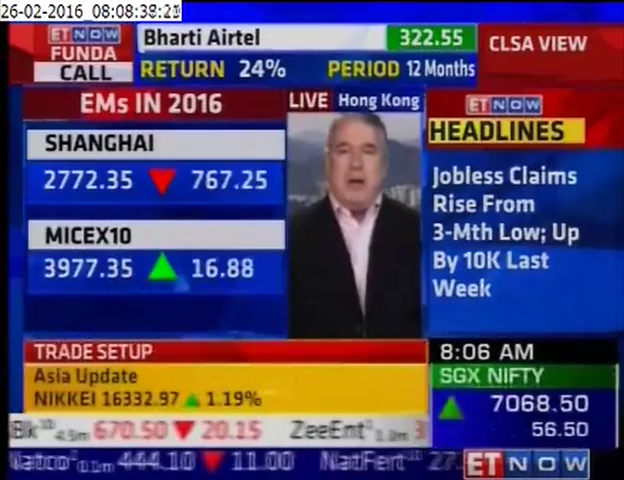 26-02-2016 08:08:38:21
ET NOW
FUNDA
CALL
Bharti Airtel 322.55
RETURN 24% PERIOD 12 Months
CLSA VIEW
EMs IN 2016
SHANGHAI
2772.35 767.25
MICEX10
3977.35 16.88
LIVE Hong Kong
ET NOW
HEADLINES
Jobless Claims
Rise From
3-Mth Low; Up
By 10K Last
Week
TRADE SETUP
Asia Update
NIKKEI 16332.97 1.19%
8:06 AM
SGX NIFTY
7068.50
56.50
670.50 20.15 ZeeEnt
Natco 0.1m 444.10 11.00 NatFert
ET NOW